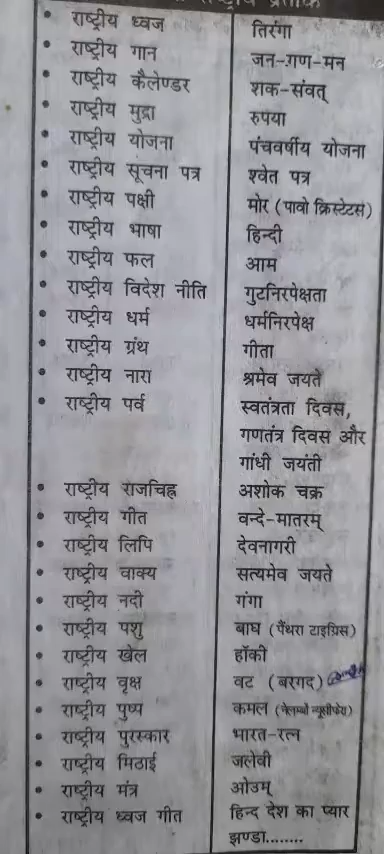 राष्ट्रीय प्रतीक
• राष्ट्रीय ध्वज तिरंगा
• राष्ट्रीय गान जन-गण-मन
• राष्ट्रीय कैलेण्डर शक-संवत्
• राष्ट्रीय मुद्रा रुपया
• राष्ट्रीय योजना पंचवर्षीय योजना
• राष्ट्रीय सूचना पत्र श्वेत पत्र
• राष्ट्रीय पक्षी मोर (पावो क्रिस्टेटस)
• राष्ट्रीय भाषा हिन्दी
• राष्ट्रीय फल आम
• राष्ट्रीय विदेश नीति गुटनिरपेक्षता
• राष्ट्रीय धर्म धर्मनिरपेक्ष
• राष्ट्रीय ग्रंथ गीता
• राष्ट्रीय नारा श्रमेव जयते
• राष्ट्रीय पर्व स्वतंत्रता दिवस,
गणतंत्र दिवस और
गांधी जयंती
• राष्ट्रीय राजचिह्न अशोक चक्र
• राष्ट्रीय गीत वन्दे-मातरम्
• राष्ट्रीय लिपि देवनागरी
• राष्ट्रीय वाक्य सत्यमेव जयते
• राष्ट्रीय नदी गंगा
• राष्ट्रीय पशु बाघ (पैंथरा टाइग्रिस)
• राष्ट्रीय खेल हॉकी
• राष्ट्रीय वृक्ष वट (बरगद)
• राष्ट्रीय पुष्प कमल (नेलम्बो न्यूसीफेरा)
• राष्ट्रीय पुरस्कार भारत-रत्न
• राष्ट्रीय मिठाई जलेवी
• राष्ट्रीय मंत्र ओउम्
• राष्ट्रीय ध्वज गीत हिन्द देश का प्यार
झण्डा........